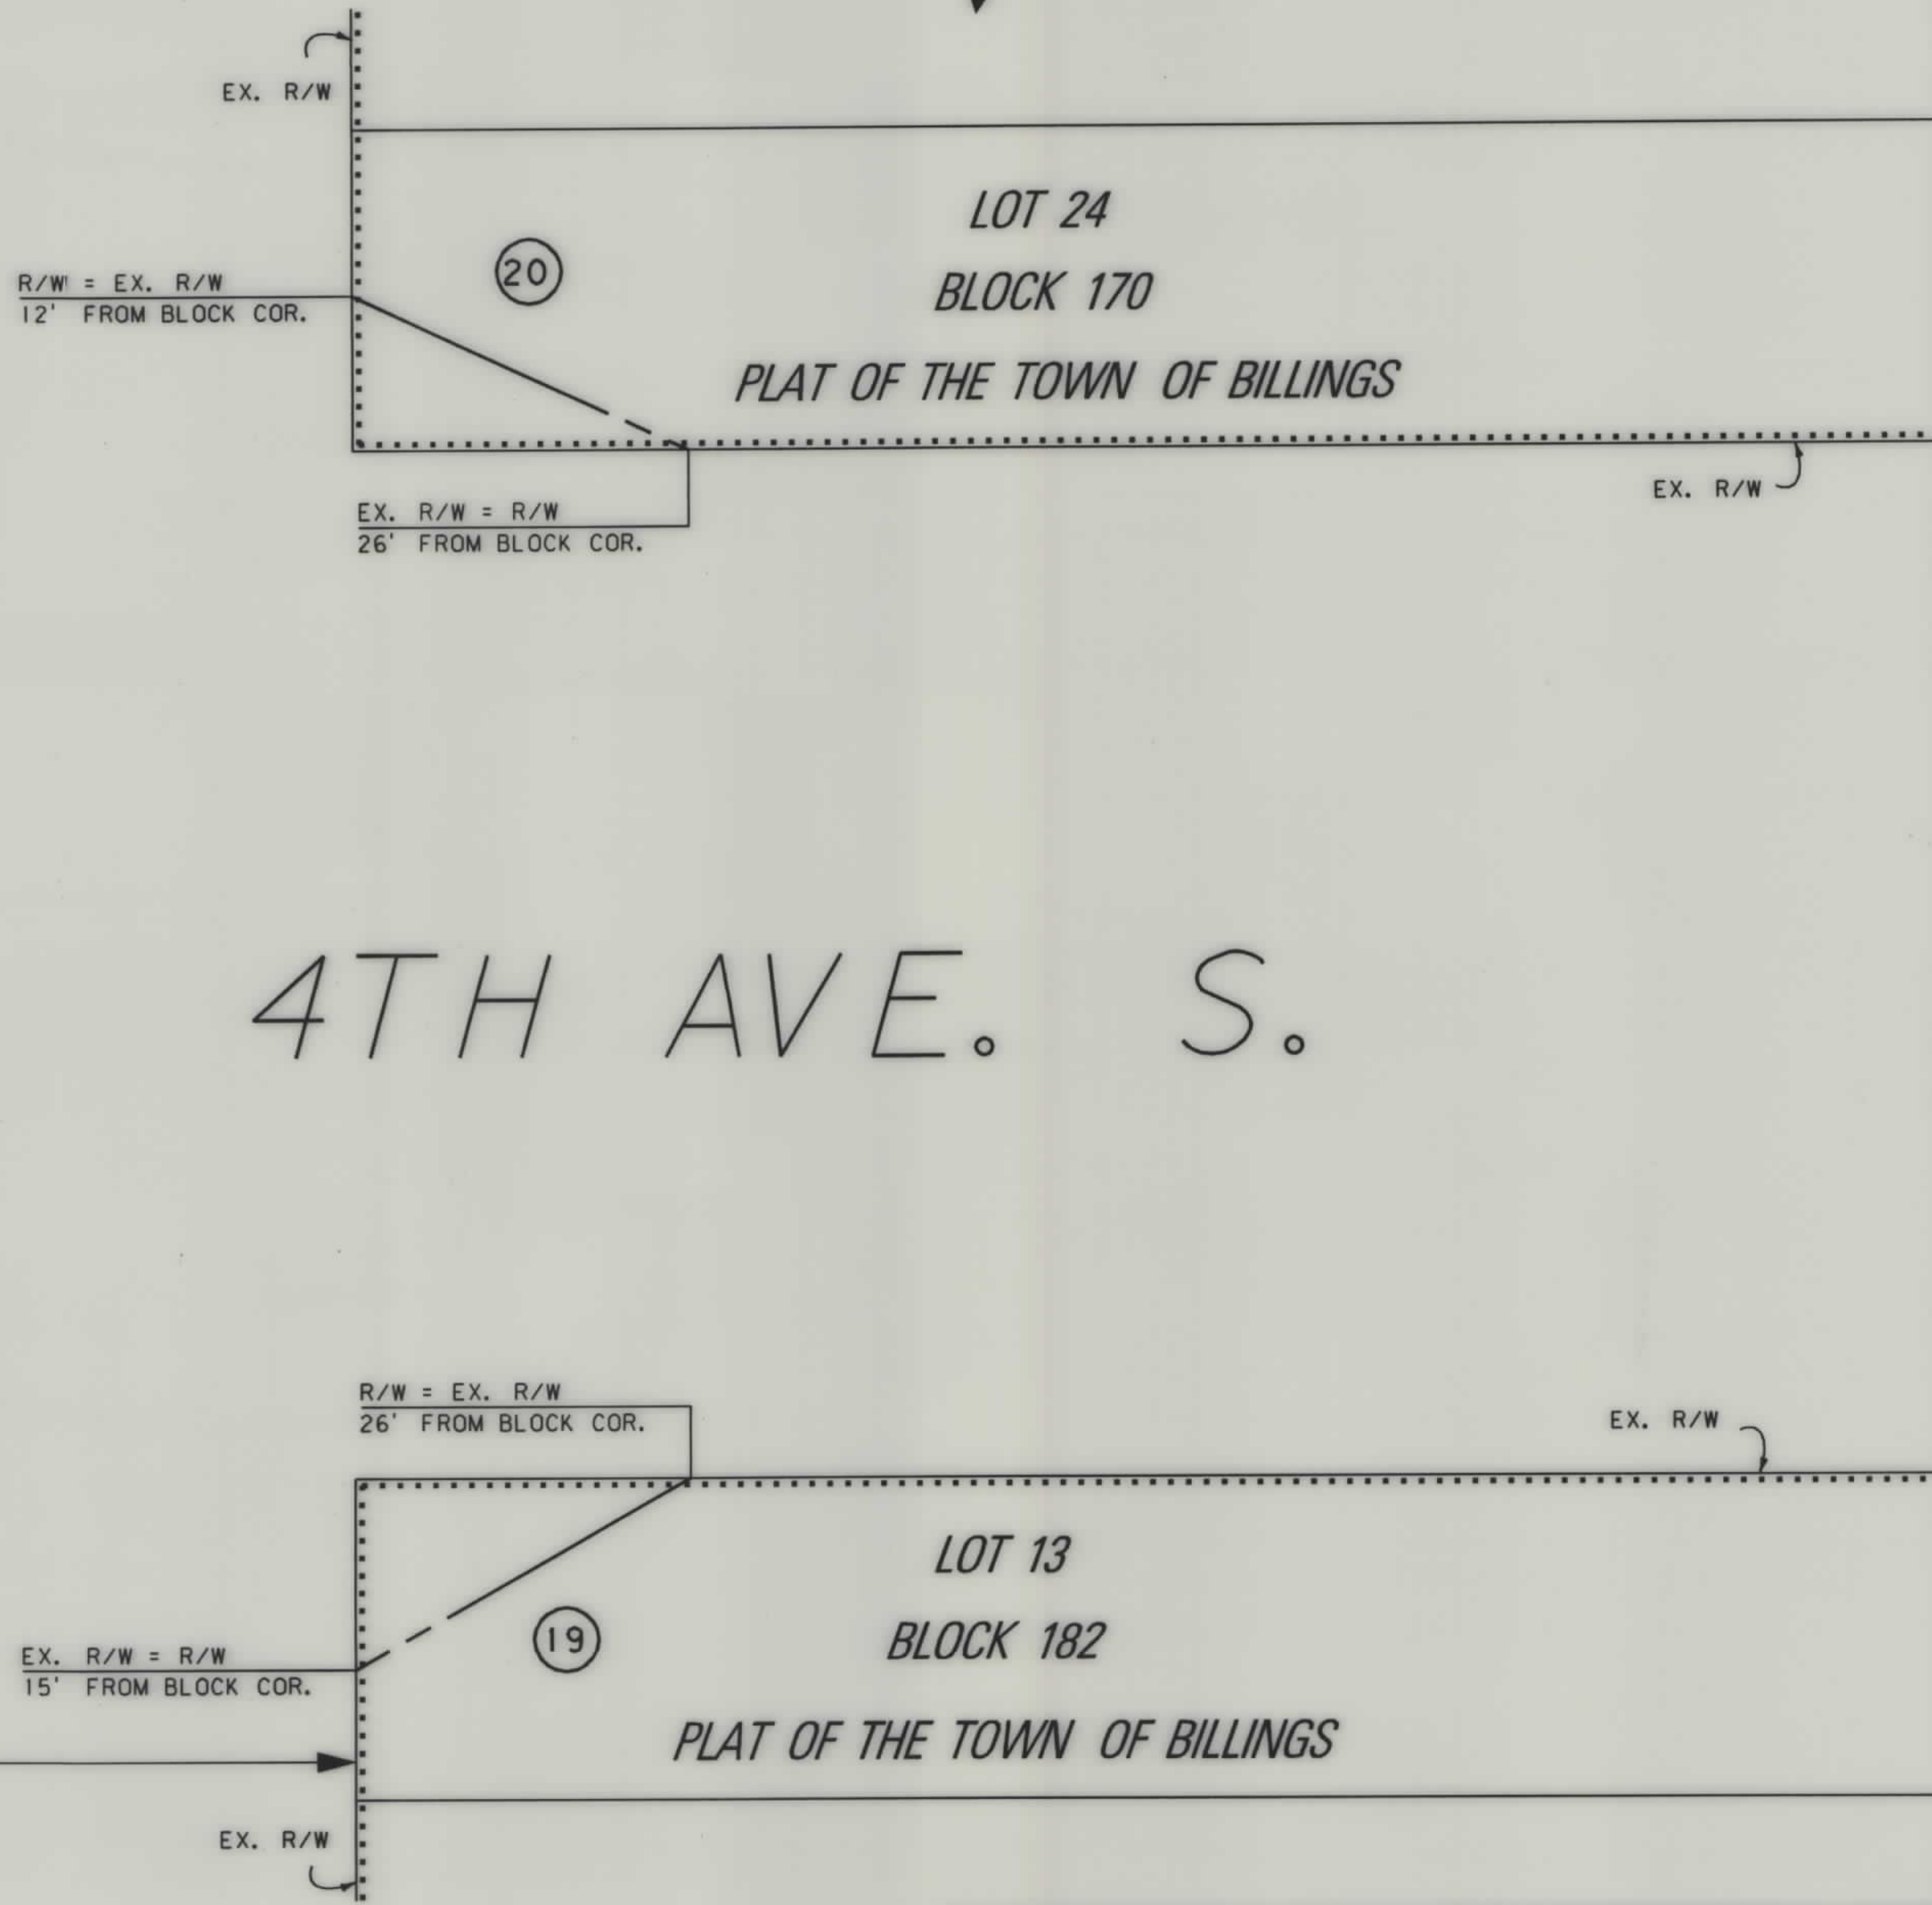 EX. R/W
LOT 24
20
BLOCK 170
R/W = EX. R/W
12' FROM BLOCK COR.
PLAT OF THE TOWN OF BILLINGS
EX. R/W
EX. R/W = R/W
26' FROM BLOCK COR.
4TH AVE. S.
R/W = EX. R/W
26' FROM BLOCK COR.
EX. R/W
LOT 13
19
BLOCK 182
EX. R/W = R/W
15' FROM BLOCK COR.
PLAT OF THE TOWN OF BILLINGS
EX. R/W